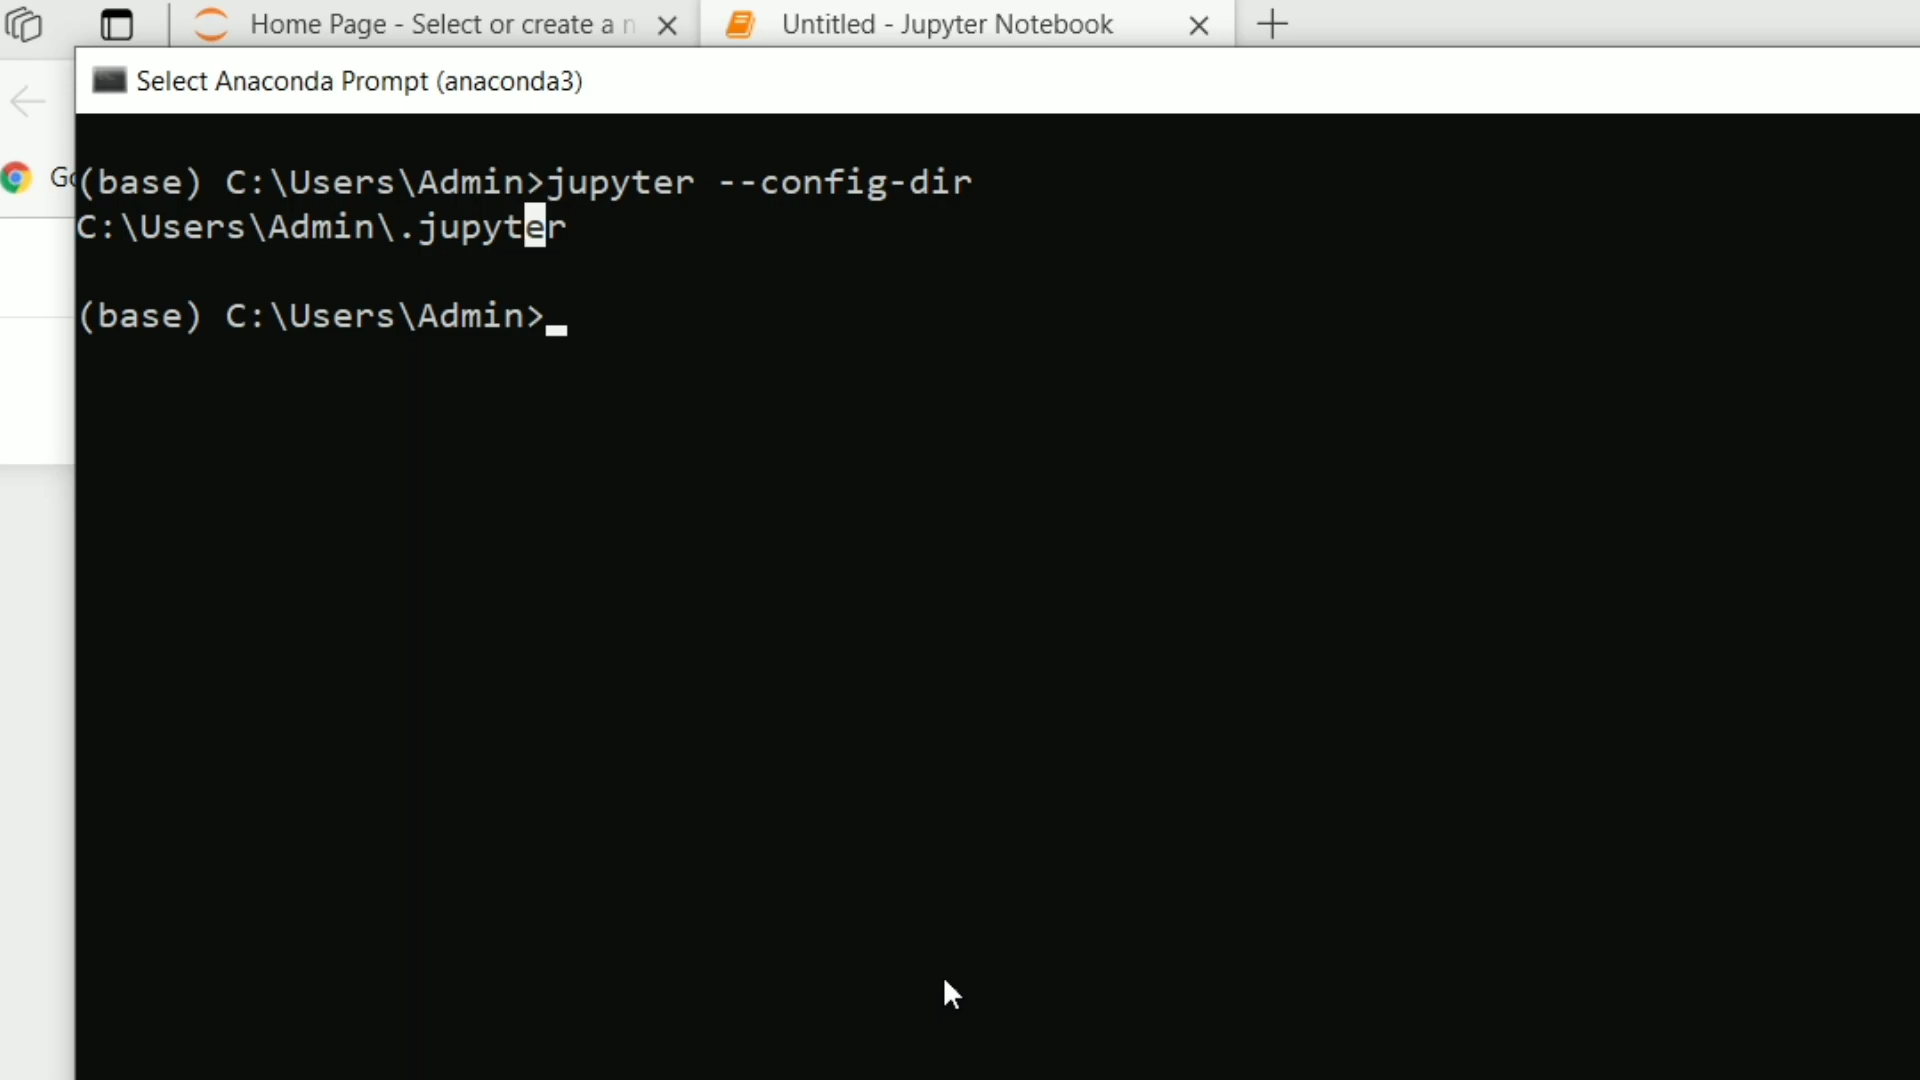 Home Page - Select or create a n
Untitled - Jupyter Notebook
Select Anaconda Prompt (anaconda3)
Go
(base) C:\Users\Admin>jupyter --config-dir
C:\Users\Admin\.jupyter
(base) C:\Users\Admin>_